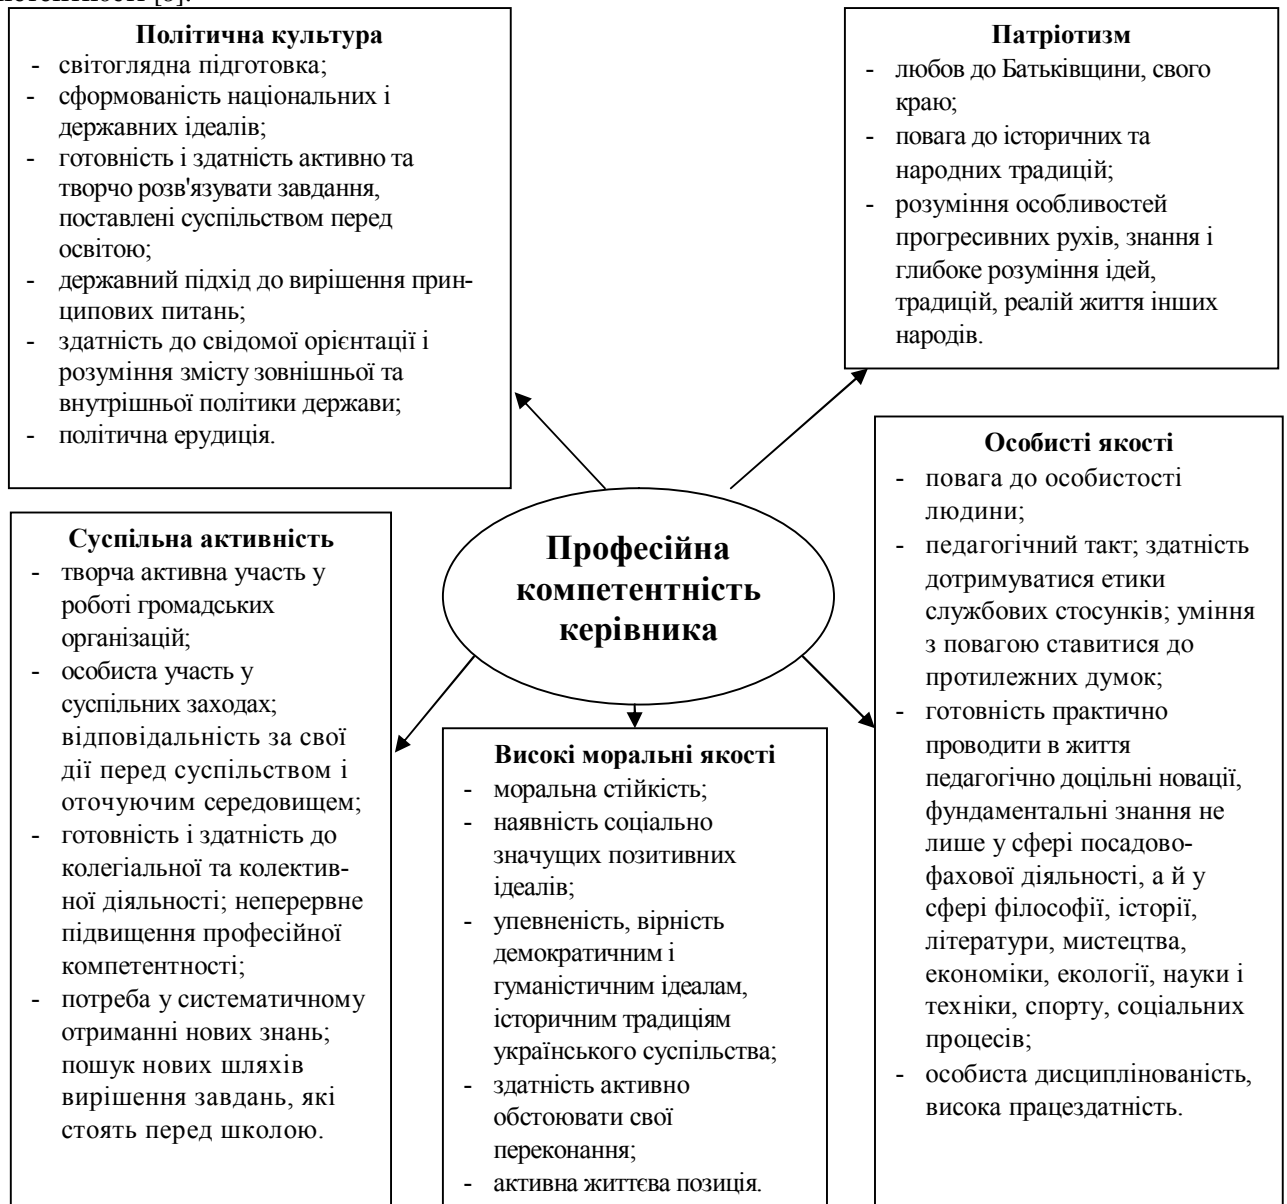 Політична культура
- світоглядна підготовка;
- сформованість національних і
державних ідеалів;
- готовність і здатність активно та
творчо розв'язувати завдання,
поставлені суспільством перед
освітою;
- державний підхід до вирішення прин-
ципових питань;
- здатність до свідомої орієнтації і
розуміння змісту зовнішньої та
внутрішньої політики держави;
- політична ерудиція.
Патріотизм
- любов до Батьківщини, свого
краю;
- повага до історичних та
народних традицій;
- розуміння особливостей
прогресивних рухів, знання і
глибоке розуміння ідей,
традицій, реалій життя інших
народів.
Професійна
компетентність
керівника
Суспільна активність
- творча активна участь у
роботі громадських
організацій;
- особиста участь у
суспільних заходах;
відповідальність за свої
дії перед суспільством і
оточуючим середовищем;
- готовність і здатність до
колегіальної та колектив-
ної діяльності; неперервне
підвищення професійної
компетентності;
- потреба у систематичному
отриманні нових знань;
пошук нових шляхів
вирішення завдань, які
стоять перед школою.
Високі моральні якості
- моральна стійкість;
- наявність соціально
значущих позитивних
ідеалів;
- упевненість, вірність
демократичним і
гуманістичним ідеалам,
історичним традиціям
українського суспільства;
- здатність активно
обстоювати свої
переконання;
- активна життєва позиція.
Особисті якості
- повага до особистості
людини;
- педагогічний такт; здатність
дотримуватися етики
службових стосунків; уміння
з повагою ставитися до
протилежних думок;
- готовність практично
проводити в життя
педагогічно доцільні новації,
фундаментальні знання не
лише у сфері посадово-
фахової діяльності, а й у
сфері філософії, історії,
літератури, мистецтва,
економіки, екології, науки і
техніки, спорту, соціальних
процесів;
- особиста дисциплінованість,
висока працездатність.